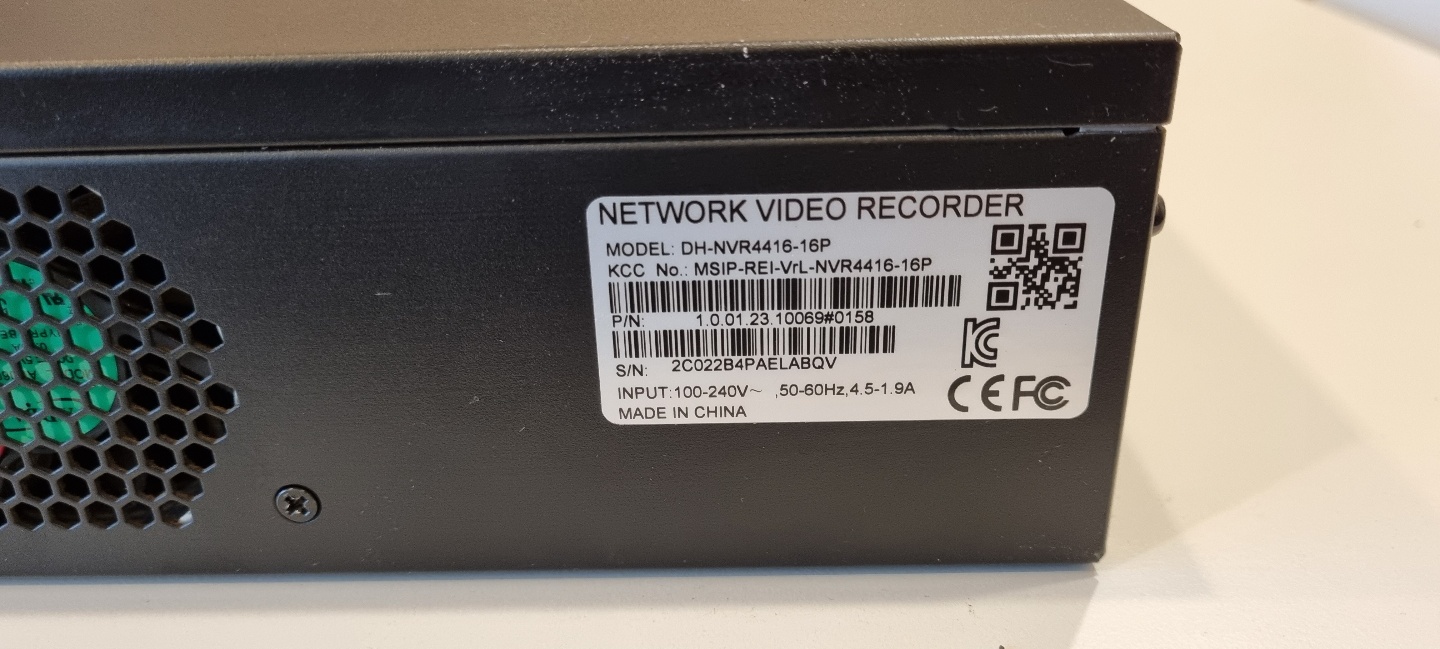 NETWORK VIDEO RECORDER
MODEL: DH-NVR4416-16P
KCC No.: MSIP-REI-VrL-NVR4416-16P
P/N: 1.0.01.23.10069#0158
S/N: 2C022B4PAELABQV
INPUT:100-240V～ ,50-60Hz,4.5-1.9A
MADE IN CHINA
CE FC